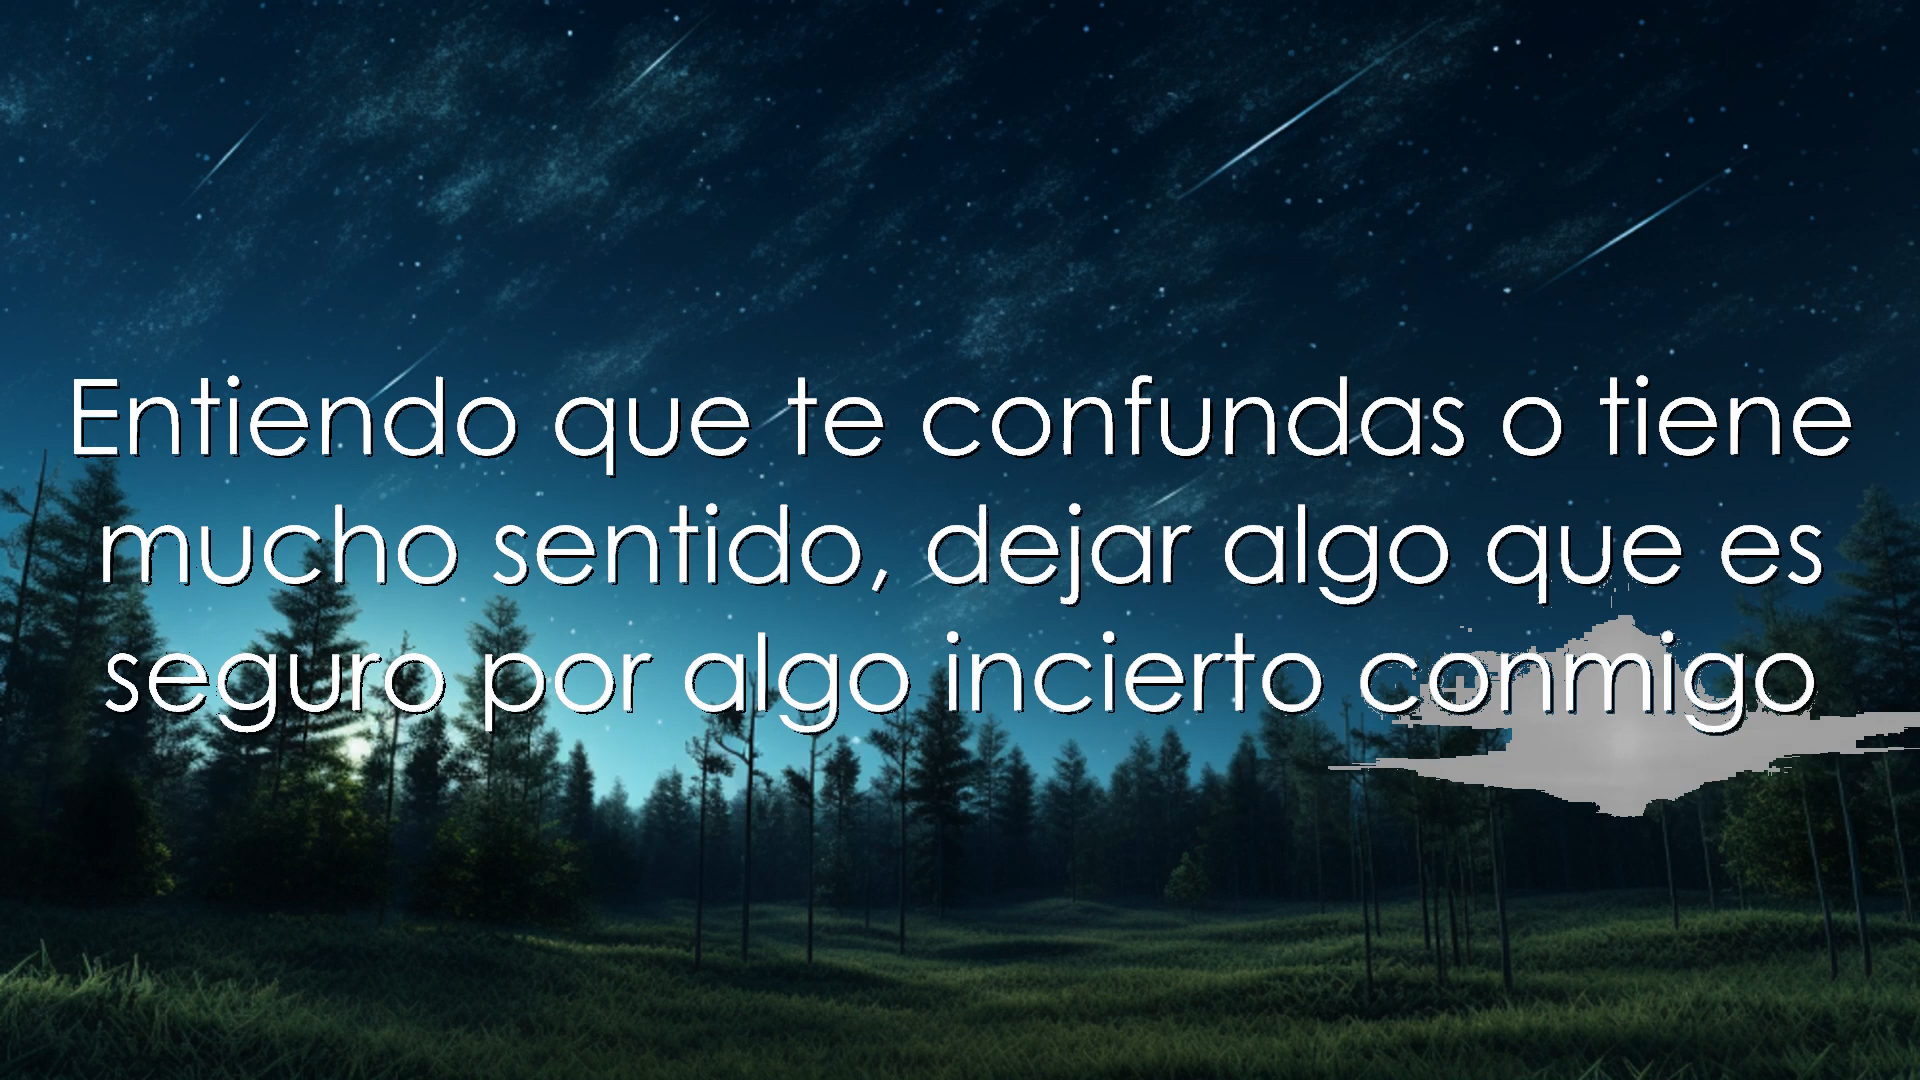 Entiendo que te confundas o tiene
mucho sentido, dejar algo que es
seguro por algo incierto conmigo